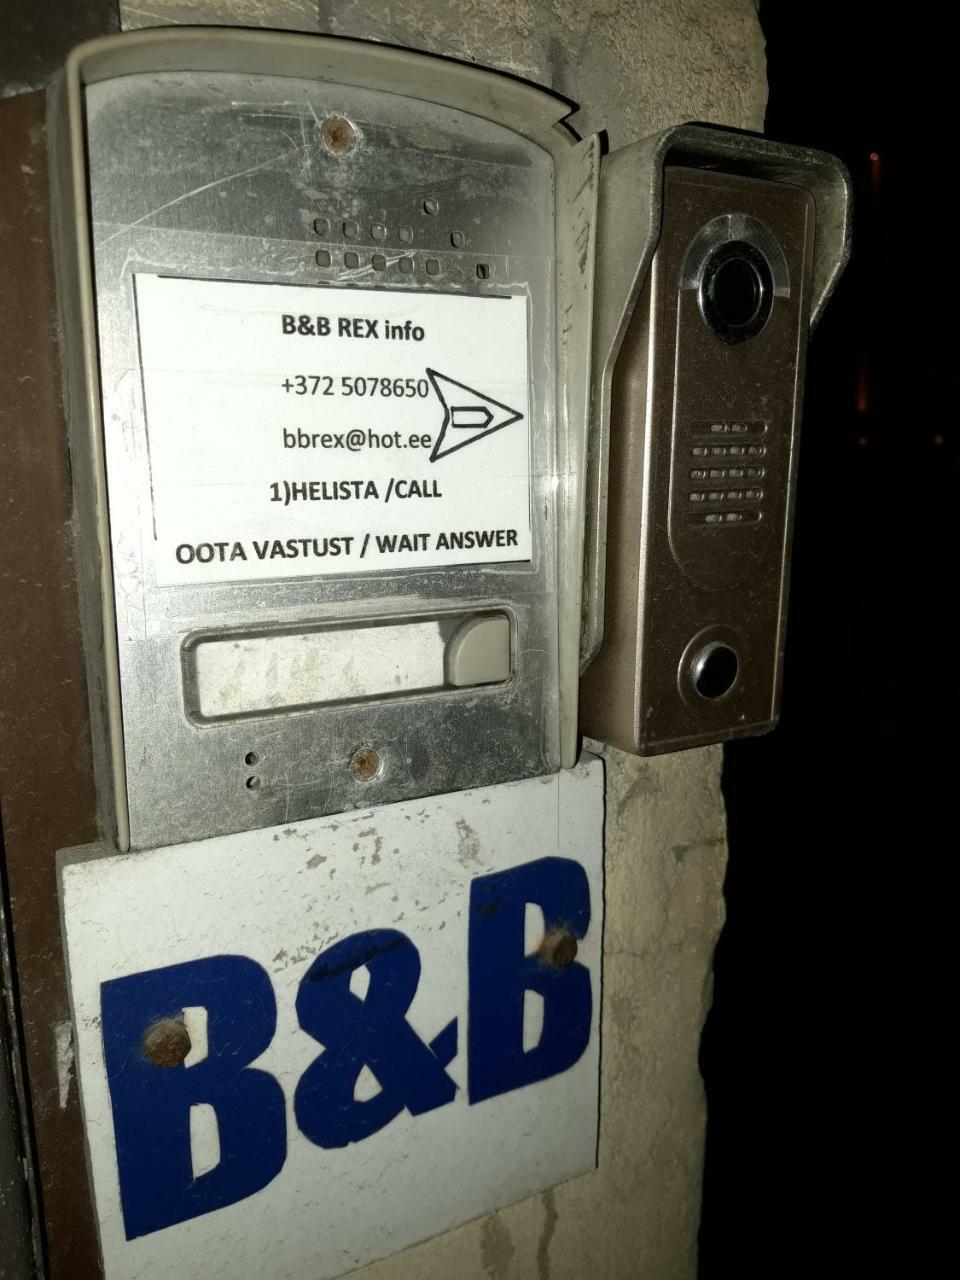 B&B REX info
+372 5078650
bbrex@hot.ee
1)HELISTA /CALL
OOTA VASTUST / WAIT ANSWER
B&B